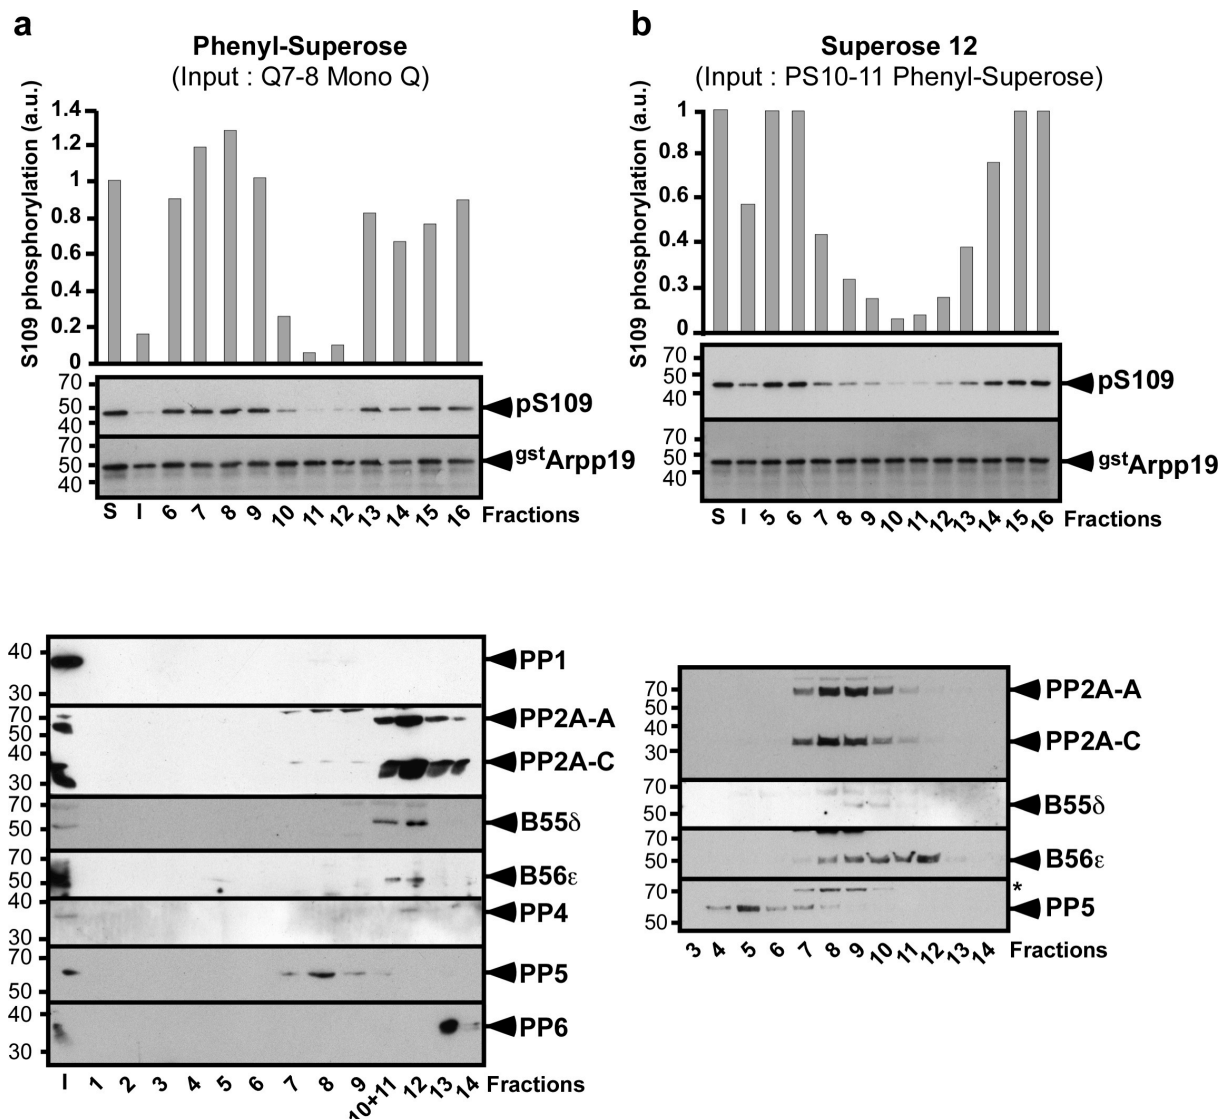 a
Phenyl-Superose
(Input : Q7-8 Mono Q)
S109 phosphorylation (a.u.)
1.4
1.2
1
0.8
0.6
0.4
0.2
0
70
50
40
pS109
70
50
40
gstArpp19
S I 6 7 8 9 10 11 12 13 14 15 16 Fractions
b
Superose 12
(Input : PS10-11 Phenyl-Superose)
S109 phosphorylation (a.u.)
1
0.8
0.6
0.4
0.3
0
70
50
40
pS109
70
50
40
gstArpp19
S I 5 6 7 8 9 10 11 12 13 14 15 16 Fractions
40
30
PP1
70
50
40
30
PP2A-A
PP2A-C
70
50
B55δ
70
50
B56ε
40
30
PP4
70
50
PP5
40
30
PP6
I 1 2 3 4 5 6 7 8 9 10+11 12 13 14 Fractions
70
50
40
30
PP2A-A
PP2A-C
70
50
B55δ
70
50
B56ε
70
50
*
PP5
3 4 5 6 7 8 9 10 11 12 13 14 Fractions